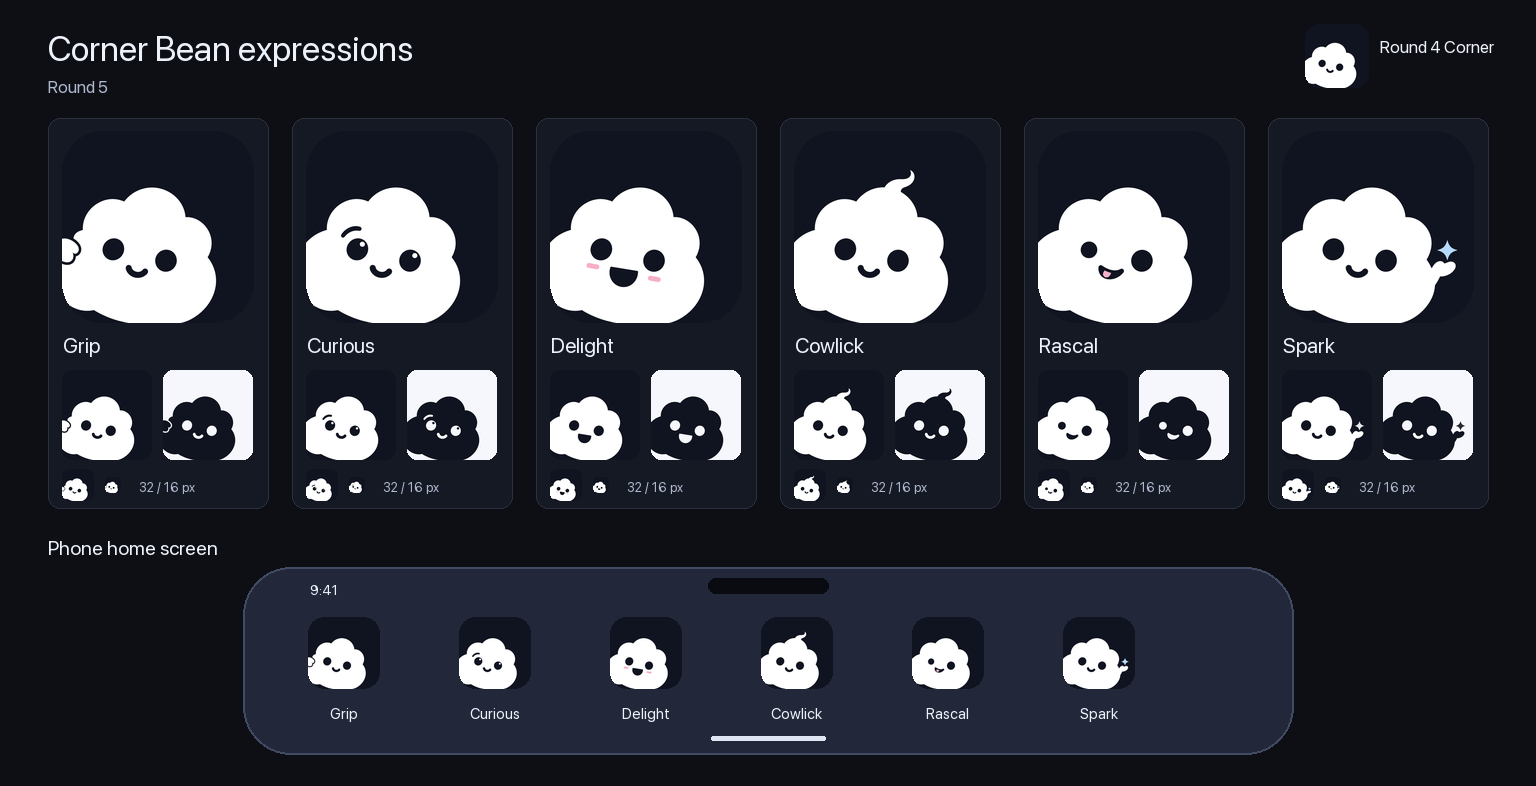 Corner Bean expressions
Round 5
Round 4 Corner
Grip
Curious
Delight
Cowlick
Rascal
Spark
32 / 16 px
32 / 16 px
32 / 16 px
32 / 16 px
32 / 16 px
32 / 16 px
Phone home screen
9:41
Grip
Curious
Delight
Cowlick
Rascal
Spark